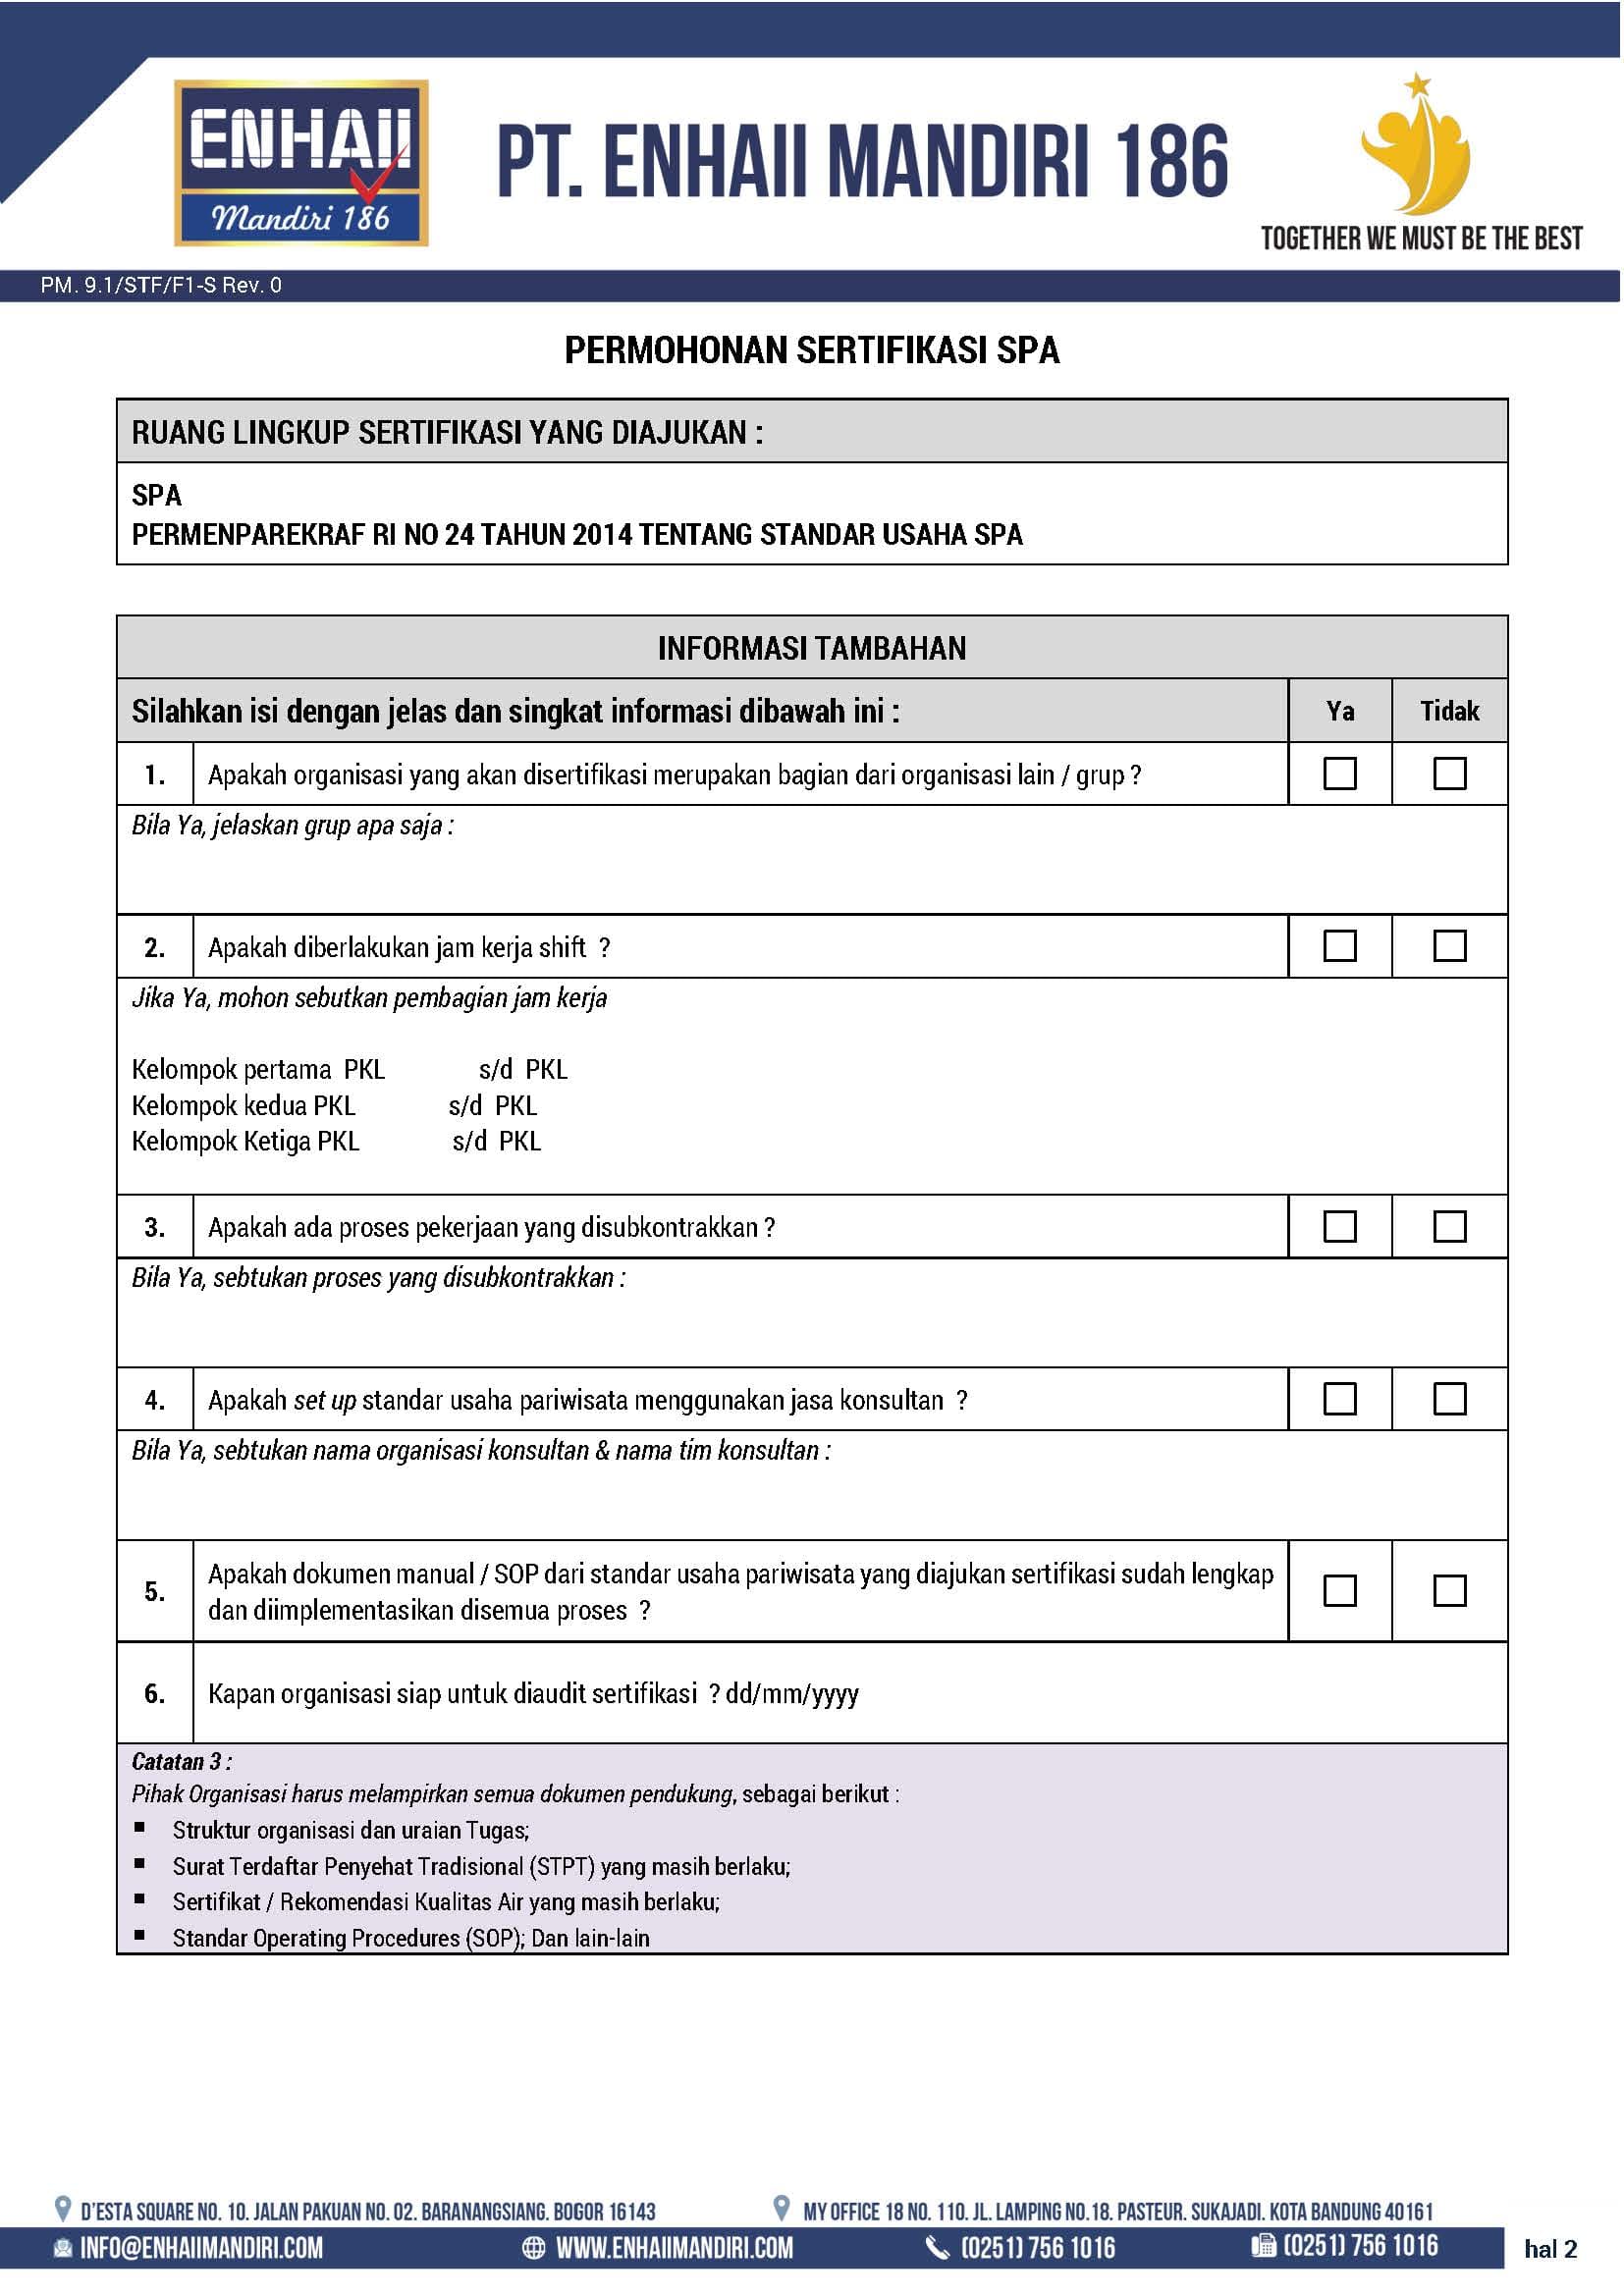 ENHAII
Mandiri 186
PT. ENHAII MANDIRI 186
TOGETHER WE MUST BE THE BEST
PM. 9.1/STF/F1-S Rev. 0
PERMOHONAN SERTIFIKASI SPA
RUANG LINGKUP SERTIFIKASI YANG DIAJUKAN :
SPA
PERMENPAREKRAF RI NO 24 TAHUN 2014 TENTANG STANDAR USAHA SPA
INFORMASI TAMBAHAN
Silahkan isi dengan jelas dan singkat informasi dibawah ini : Ya Tidak
1. Apakah organisasi yang akan disertifikasi merupakan bagian dari organisasi lain / grup ?
Bila Ya, jelaskan grup apa saja :
2. Apakah diberlakukan jam kerja shift ?
Jika Ya, mohon sebutkan pembagian jam kerja
Kelompok pertama PKL s/d PKL
Kelompok kedua PKL s/d PKL
Kelompok Ketiga PKL s/d PKL
3. Apakah ada proses pekerjaan yang disubkontrakkan ?
Bila Ya, sebtukan proses yang disubkontrakkan :
4. Apakah set up standar usaha pariwisata menggunakan jasa konsultan ?
Bila Ya, sebtukan nama organisasi konsultan & nama tim konsultan :
5. Apakah dokumen manual / SOP dari standar usaha pariwisata yang diajukan sertifikasi sudah lengkap
dan diimplementasikan disemua proses ?
6. Kapan organisasi siap untuk diaudit sertifikasi ? dd/mm/yyyy
Catatan 3 :
Pihak Organisasi harus melampirkan semua dokumen pendukung, sebagai berikut :
▪ Struktur organisasi dan uraian Tugas;
▪ Surat Terdaftar Penyehat Tradisional (STPT) yang masih berlaku;
▪ Sertifikat / Rekomendasi Kualitas Air yang masih berlaku;
▪ Standar Operating Procedures (SOP); Dan lain-lain
D'ESTA SQUARE NO. 10. JALAN PAKUAN NO. 02. BARANANGSIANG. BOGOR 16143 MY OFFICE 18 NO. 110. JL. LAMPING NO.18. PASTEUR. SUKAJADI. KOTA BANDUNG 40161
INFO@ENHAIIMANDIRI.COM WWW.ENHAIIMANDIRI.COM (0251) 756 1016 (0251) 756 1016 hal 2